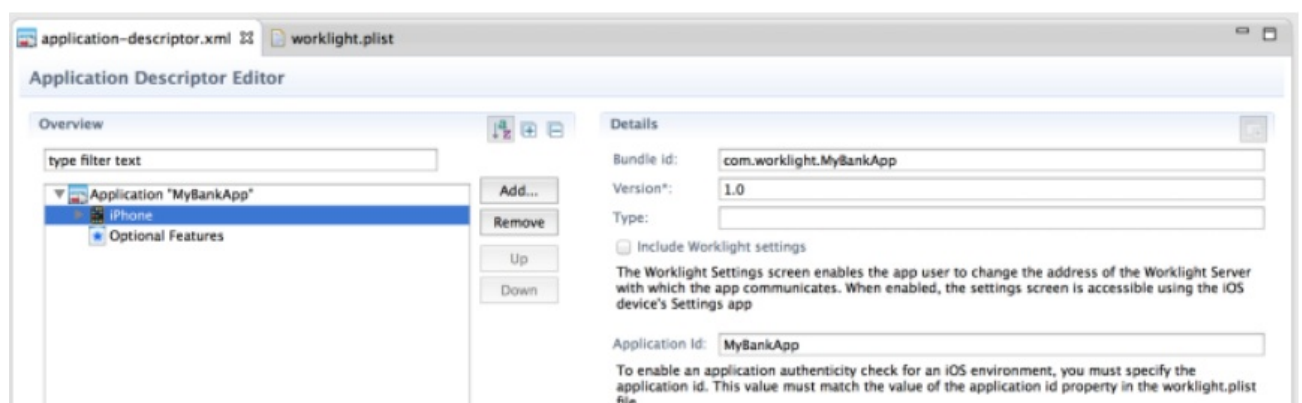 application-descriptor.xml
worklight.plist
Application Descriptor Editor
Overview
type filter text
Application "MyBankApp"
iPhone
Optional Features
Add...
Remove
Up
Down
Details
Bundle id: com.worklight.MyBankApp
Version*: 1.0
Type:
Include Worklight settings
The Worklight Settings screen enables the app user to change the address of the Worklight Server
with which the app communicates. When enabled, the settings screen is accessible using the iOS
device's Settings app
Application Id: MyBankApp
To enable an application authenticity check for an iOS environment, you must specify the
application id. This value must match the value of the application id property in the worklight.plist
file